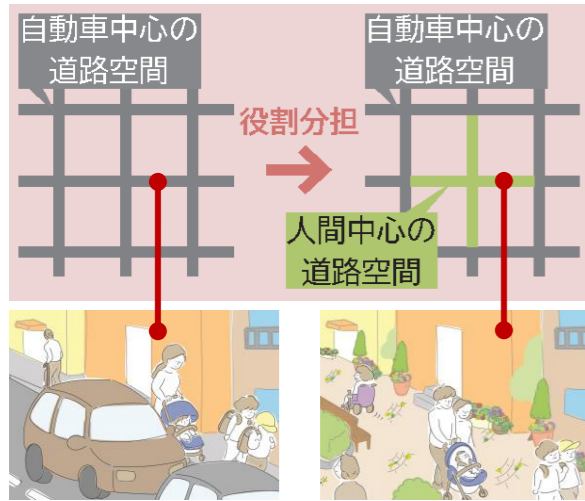 自動車中心の
道路空間
役割分担
自動車中心の
道路空間
人間中心の
道路空間